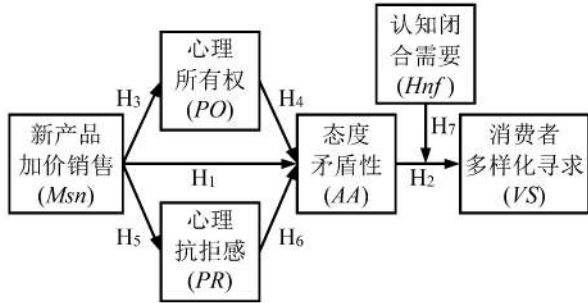 心理
所有权
(PO)
认知闭
合需要
(Hnf)
H3
H4
H7
新产品
加价销售
(Msn)
态度
矛盾性
(AA)
消费者
多样化寻求
(VS)
H1
H2
H5
H6
心理
抗拒感
(PR)